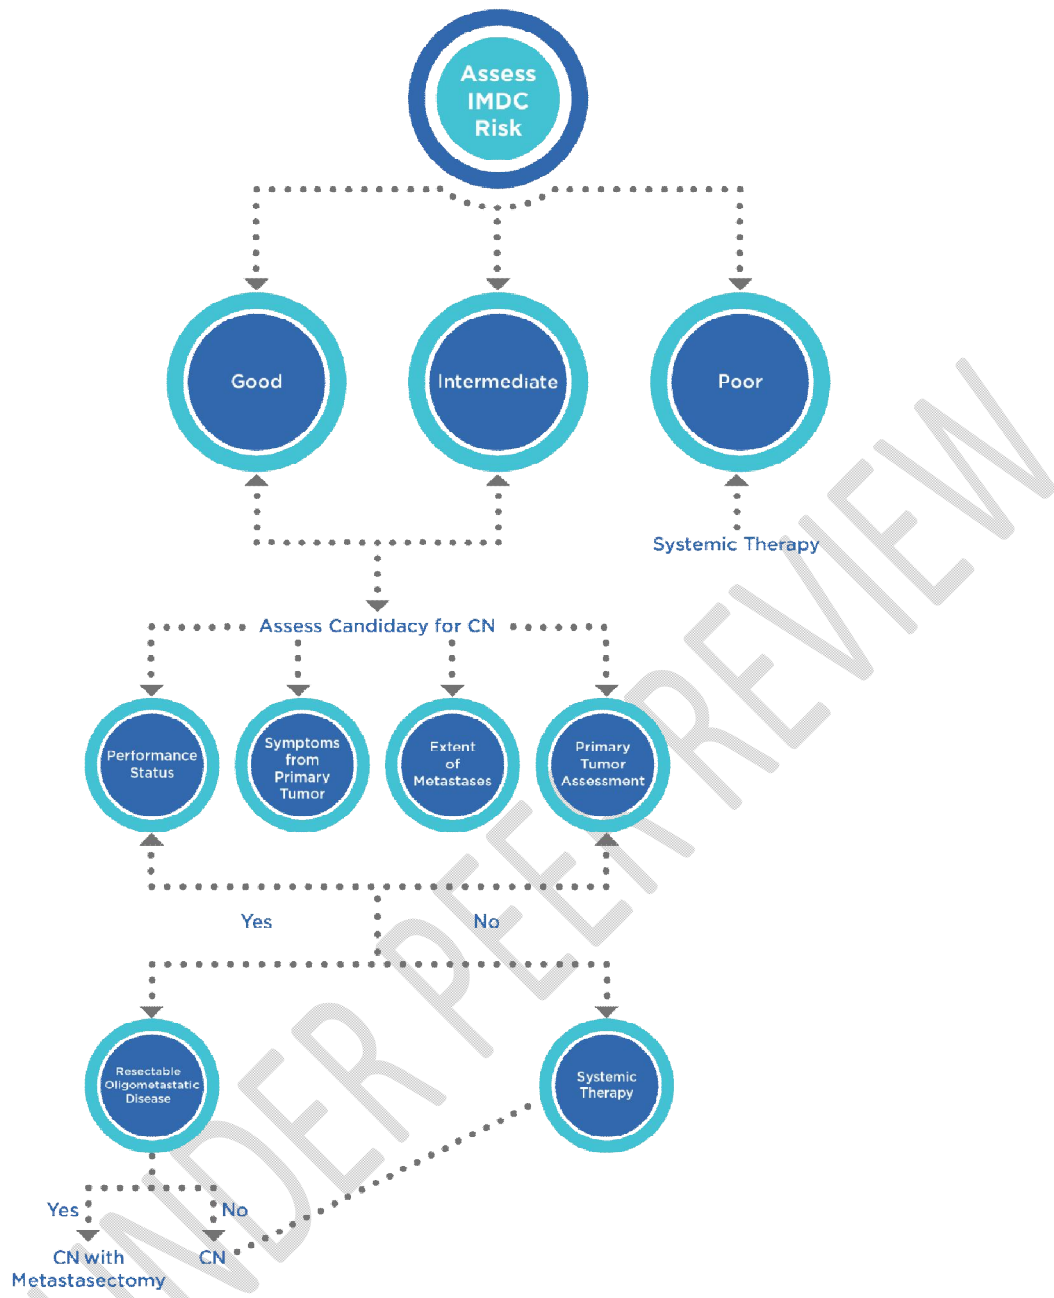 Assess
IMDC
Risk
Good
Intermediate
Poor
Systemic Therapy
Assess Candidacy for CN
Performance
Status
Symptoms
from
Primary
Tumor
Extent
of
Metastases
Primary
Tumor
Assessment
Yes
No
Resectable
Oligometastatic
Disease
Systemic
Therapy
Yes
No
CN with
Metastasectomy
CN
UNDER PEER REVIEW